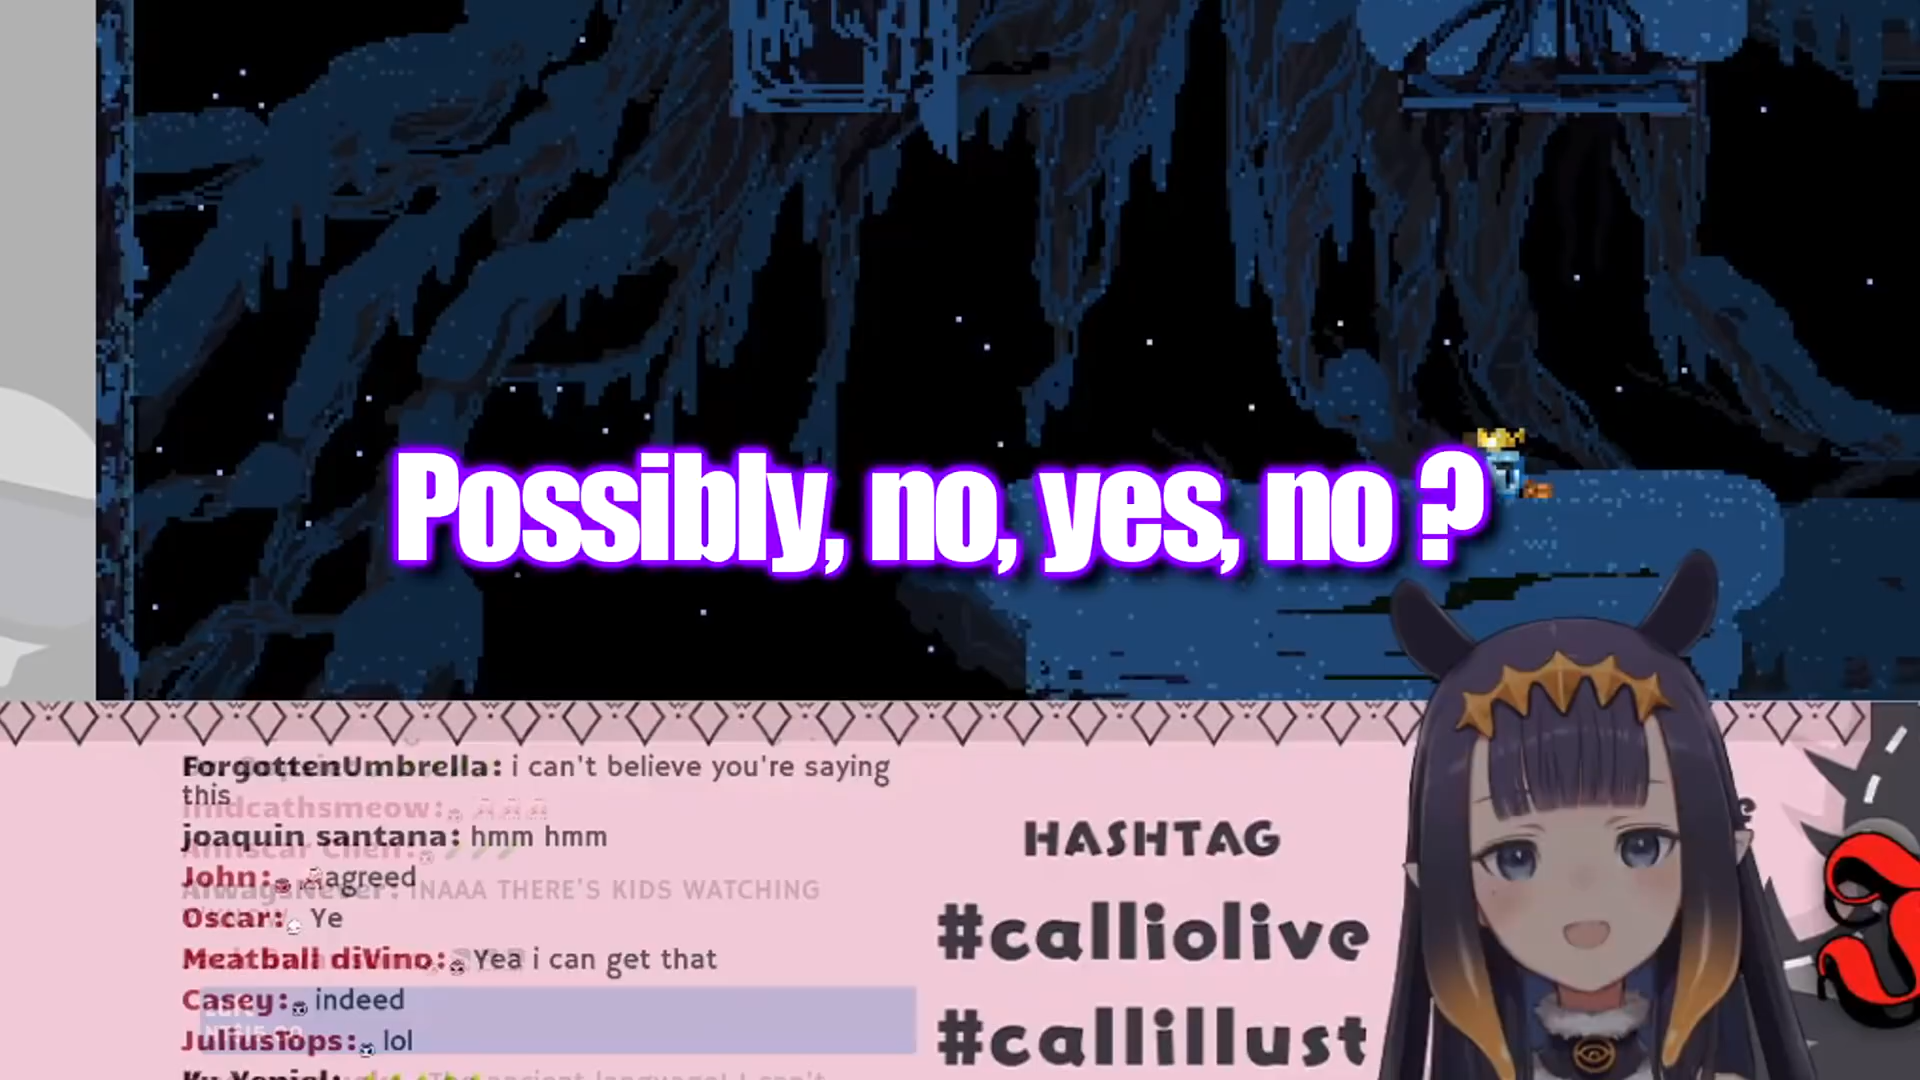 Possibly, no, yes, no ?
ForgottenUmbrella: i can't believe you're saying
this
joaquin santana: hmm hmm
John: agreed
INAAA THERE'S KIDS WATCHING
Oscar: Ye
Meatball diVino: Yea i can get that
Casey: indeed
JuliusTops: lol
HASHTAG
#calliolive
#callillust